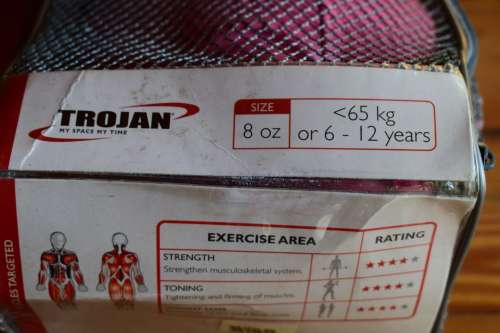 TROJAN
MY SPACE MY TIME
SIZE
8 oz
<65 kg
or 6 - 12 years
EXERCISE AREA
RATING
STRENGTH
Strengthen musculoskeletal system.
TONING
Tightening and firming of muscles.